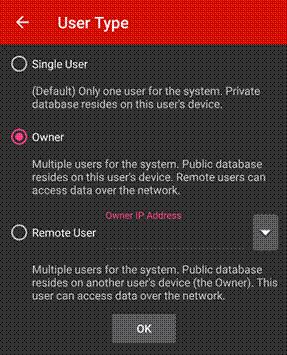 User Type
Single User
(Default) Only one user for the system. Private
database resides on this user's device.
Owner
Multiple users for the system. Public database
resides on this user's device. Remote users can
access data over the network.
Owner IP Address
Remote User
Multiple users for the system. Public database
resides on another user's device (the Owner). This
user can access data over the network.
OK